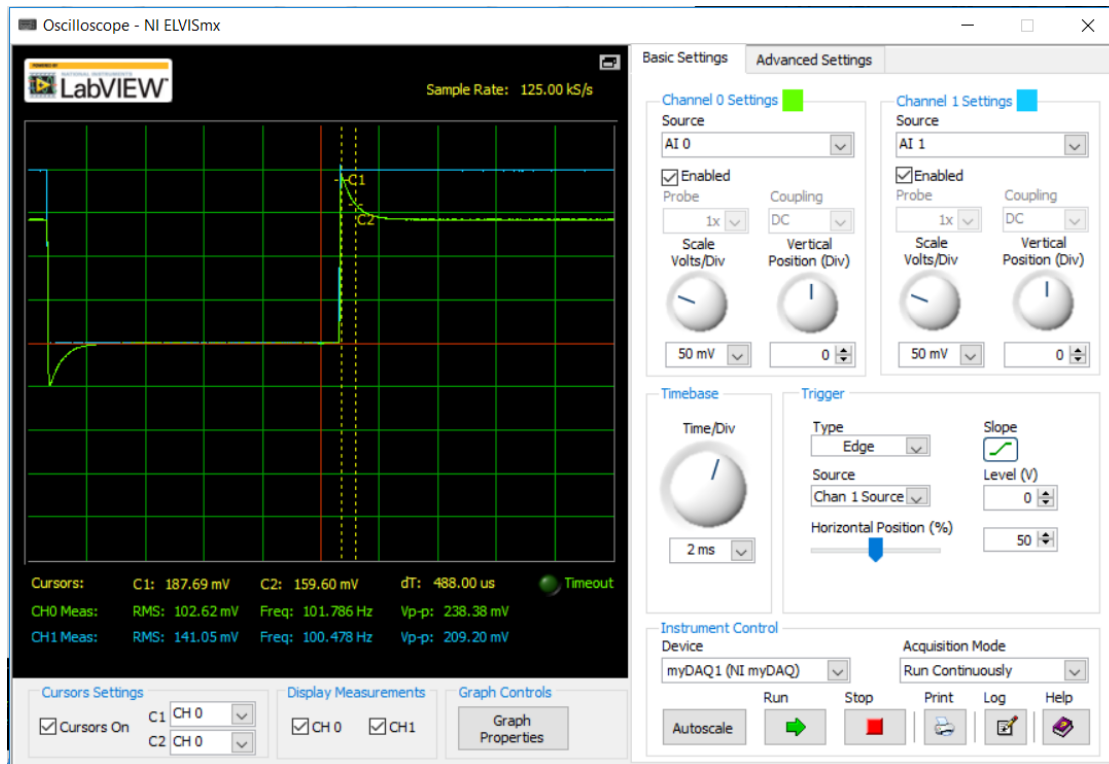 Oscilloscope - NI ELVISmx
POWERED BY
NATIONAL INSTRUMENTS
LabVIEW
Sample Rate: 125.00 kS/s
C1
C2
Cursors: C1: 187.69 mV C2: 159.60 mV dT: 488.00 us Timeout
CH0 Meas: RMS: 102.62 mV Freq: 101.786 Hz Vp-p: 238.38 mV
CH1 Meas: RMS: 141.05 mV Freq: 100.478 Hz Vp-p: 209.20 mV
Cursors Settings
Cursors On
C1 CH 0
C2 CH 0
Display Measurements
CH 0 CH1
Graph Controls
Graph
Properties
Basic Settings Advanced Settings
Channel 0 Settings
Source
AI 0
Enabled
Probe Coupling
1x DC
Scale Vertical
Volts/Div Position (Div)
50 mV 0
Channel 1 Settings
Source
AI 1
Enabled
Probe Coupling
1x DC
Scale Vertical
Volts/Div Position (Div)
50 mV 0
Timebase
Time/Div
2 ms
Trigger
Type Slope
Edge
Source Level (V)
Chan 1 Source 0
Horizontal Position (%)
50
Instrument Control
Device Acquisition Mode
myDAQ1 (NI myDAQ) Run Continuously
Run Stop Print Log Help
Autoscale